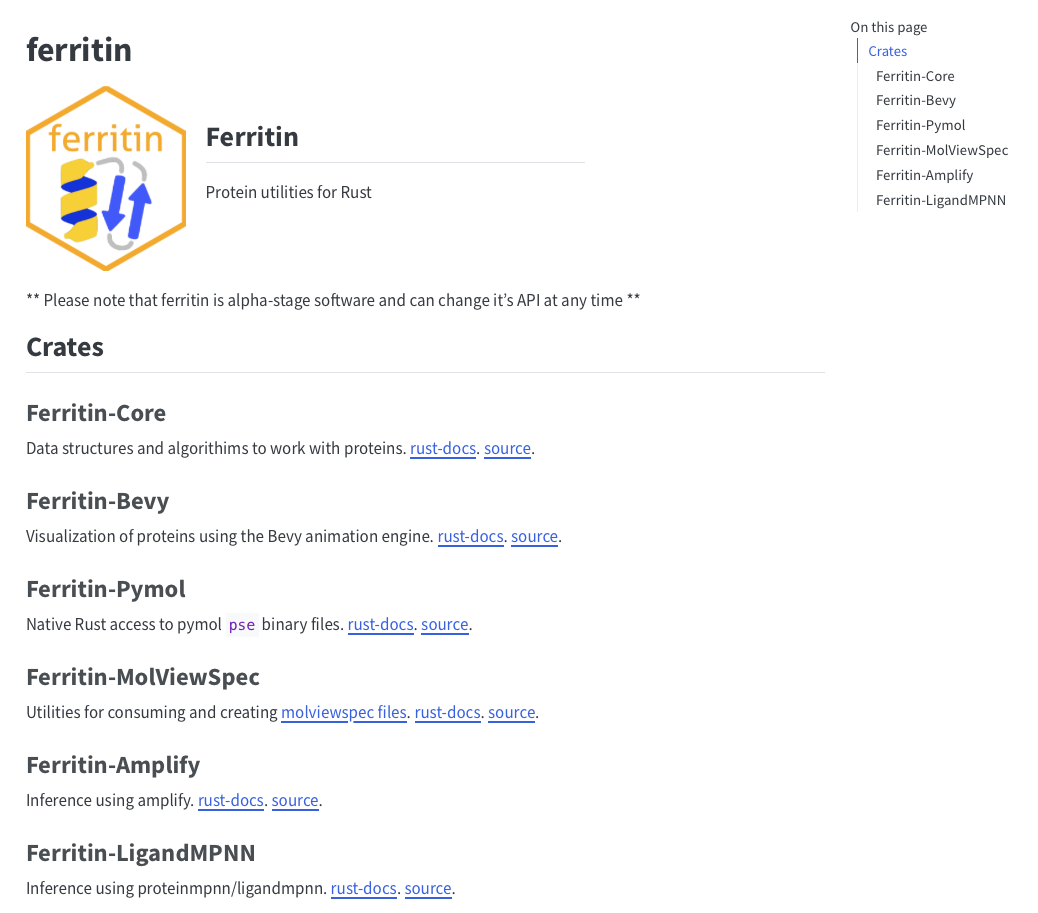 ferritin
ferritin
Ferritin
Protein utilities for Rust
** Please note that ferritin is alpha-stage software and can change it’s API at any time **
Crates
Ferritin-Core
Data structures and algorithims to work with proteins. rust-docs. source.
Ferritin-Bevy
Visualization of proteins using the Bevy animation engine. rust-docs. source.
Ferritin-Pymol
Native Rust access to pymol pse binary files. rust-docs. source.
Ferritin-MolViewSpec
Utilities for consuming and creating molviewspec files. rust-docs. source.
Ferritin-Amplify
Inference using amplify. rust-docs. source.
Ferritin-LigandMPNN
Inference using proteinmpnn/ligandmpnn. rust-docs. source.
On this page
Crates
Ferritin-Core
Ferritin-Bevy
Ferritin-Pymol
Ferritin-MolViewSpec
Ferritin-Amplify
Ferritin-LigandMPNN